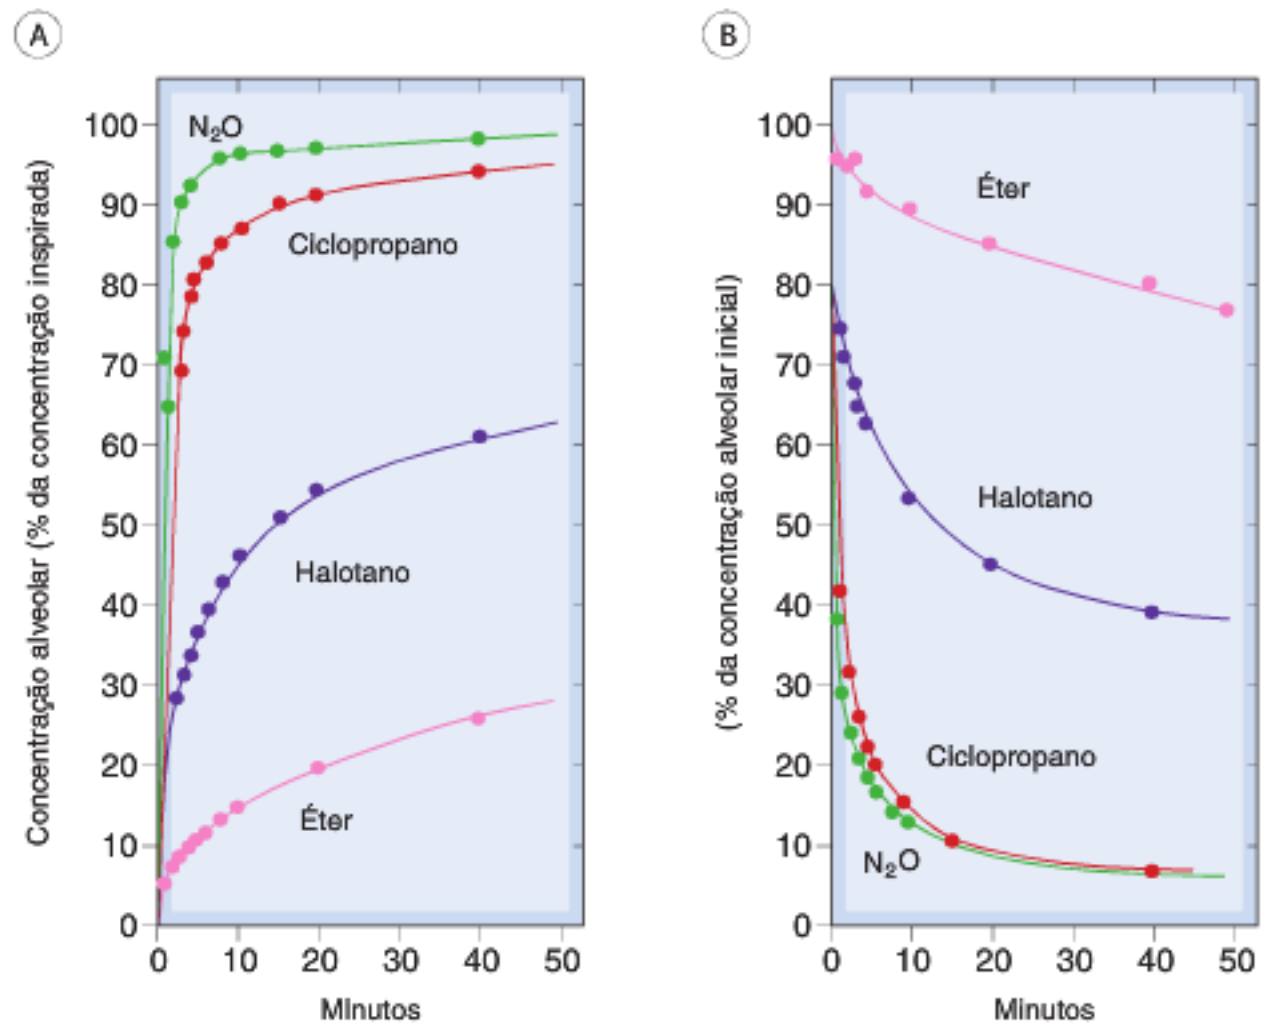 A
Concentração alveolar (% da concentração inspirada)
100
90
80
70
60
50
40
30
20
10
0
N₂O
Ciclopropano
Halotano
Éter
0 10 20 30 40 50
MInutos
B
(% da concentração alveolar inicial)
100
90
80
70
60
50
40
30
20
10
0
Éter
Halotano
CIclopropano
N₂O
0 10 20 30 40 50
Minutos